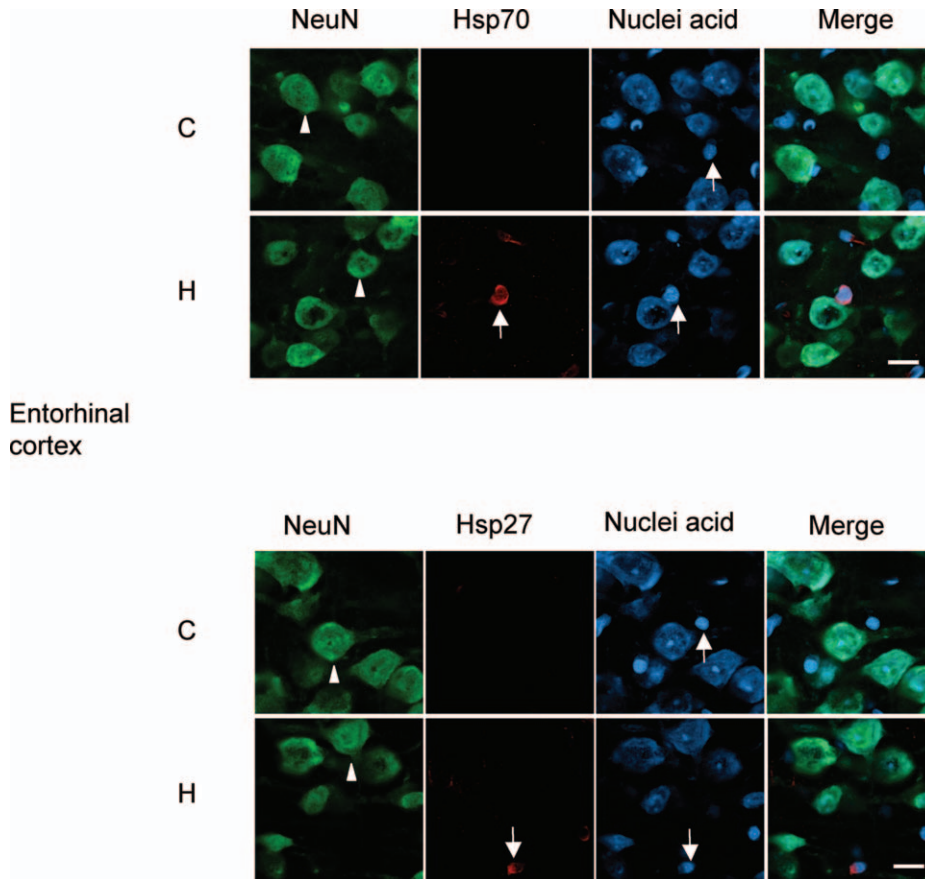 NeuN Hsp70 Nuclei acid Merge
C
H
Entorhinal
cortex
NeuN Hsp27 Nuclei acid Merge
C
H